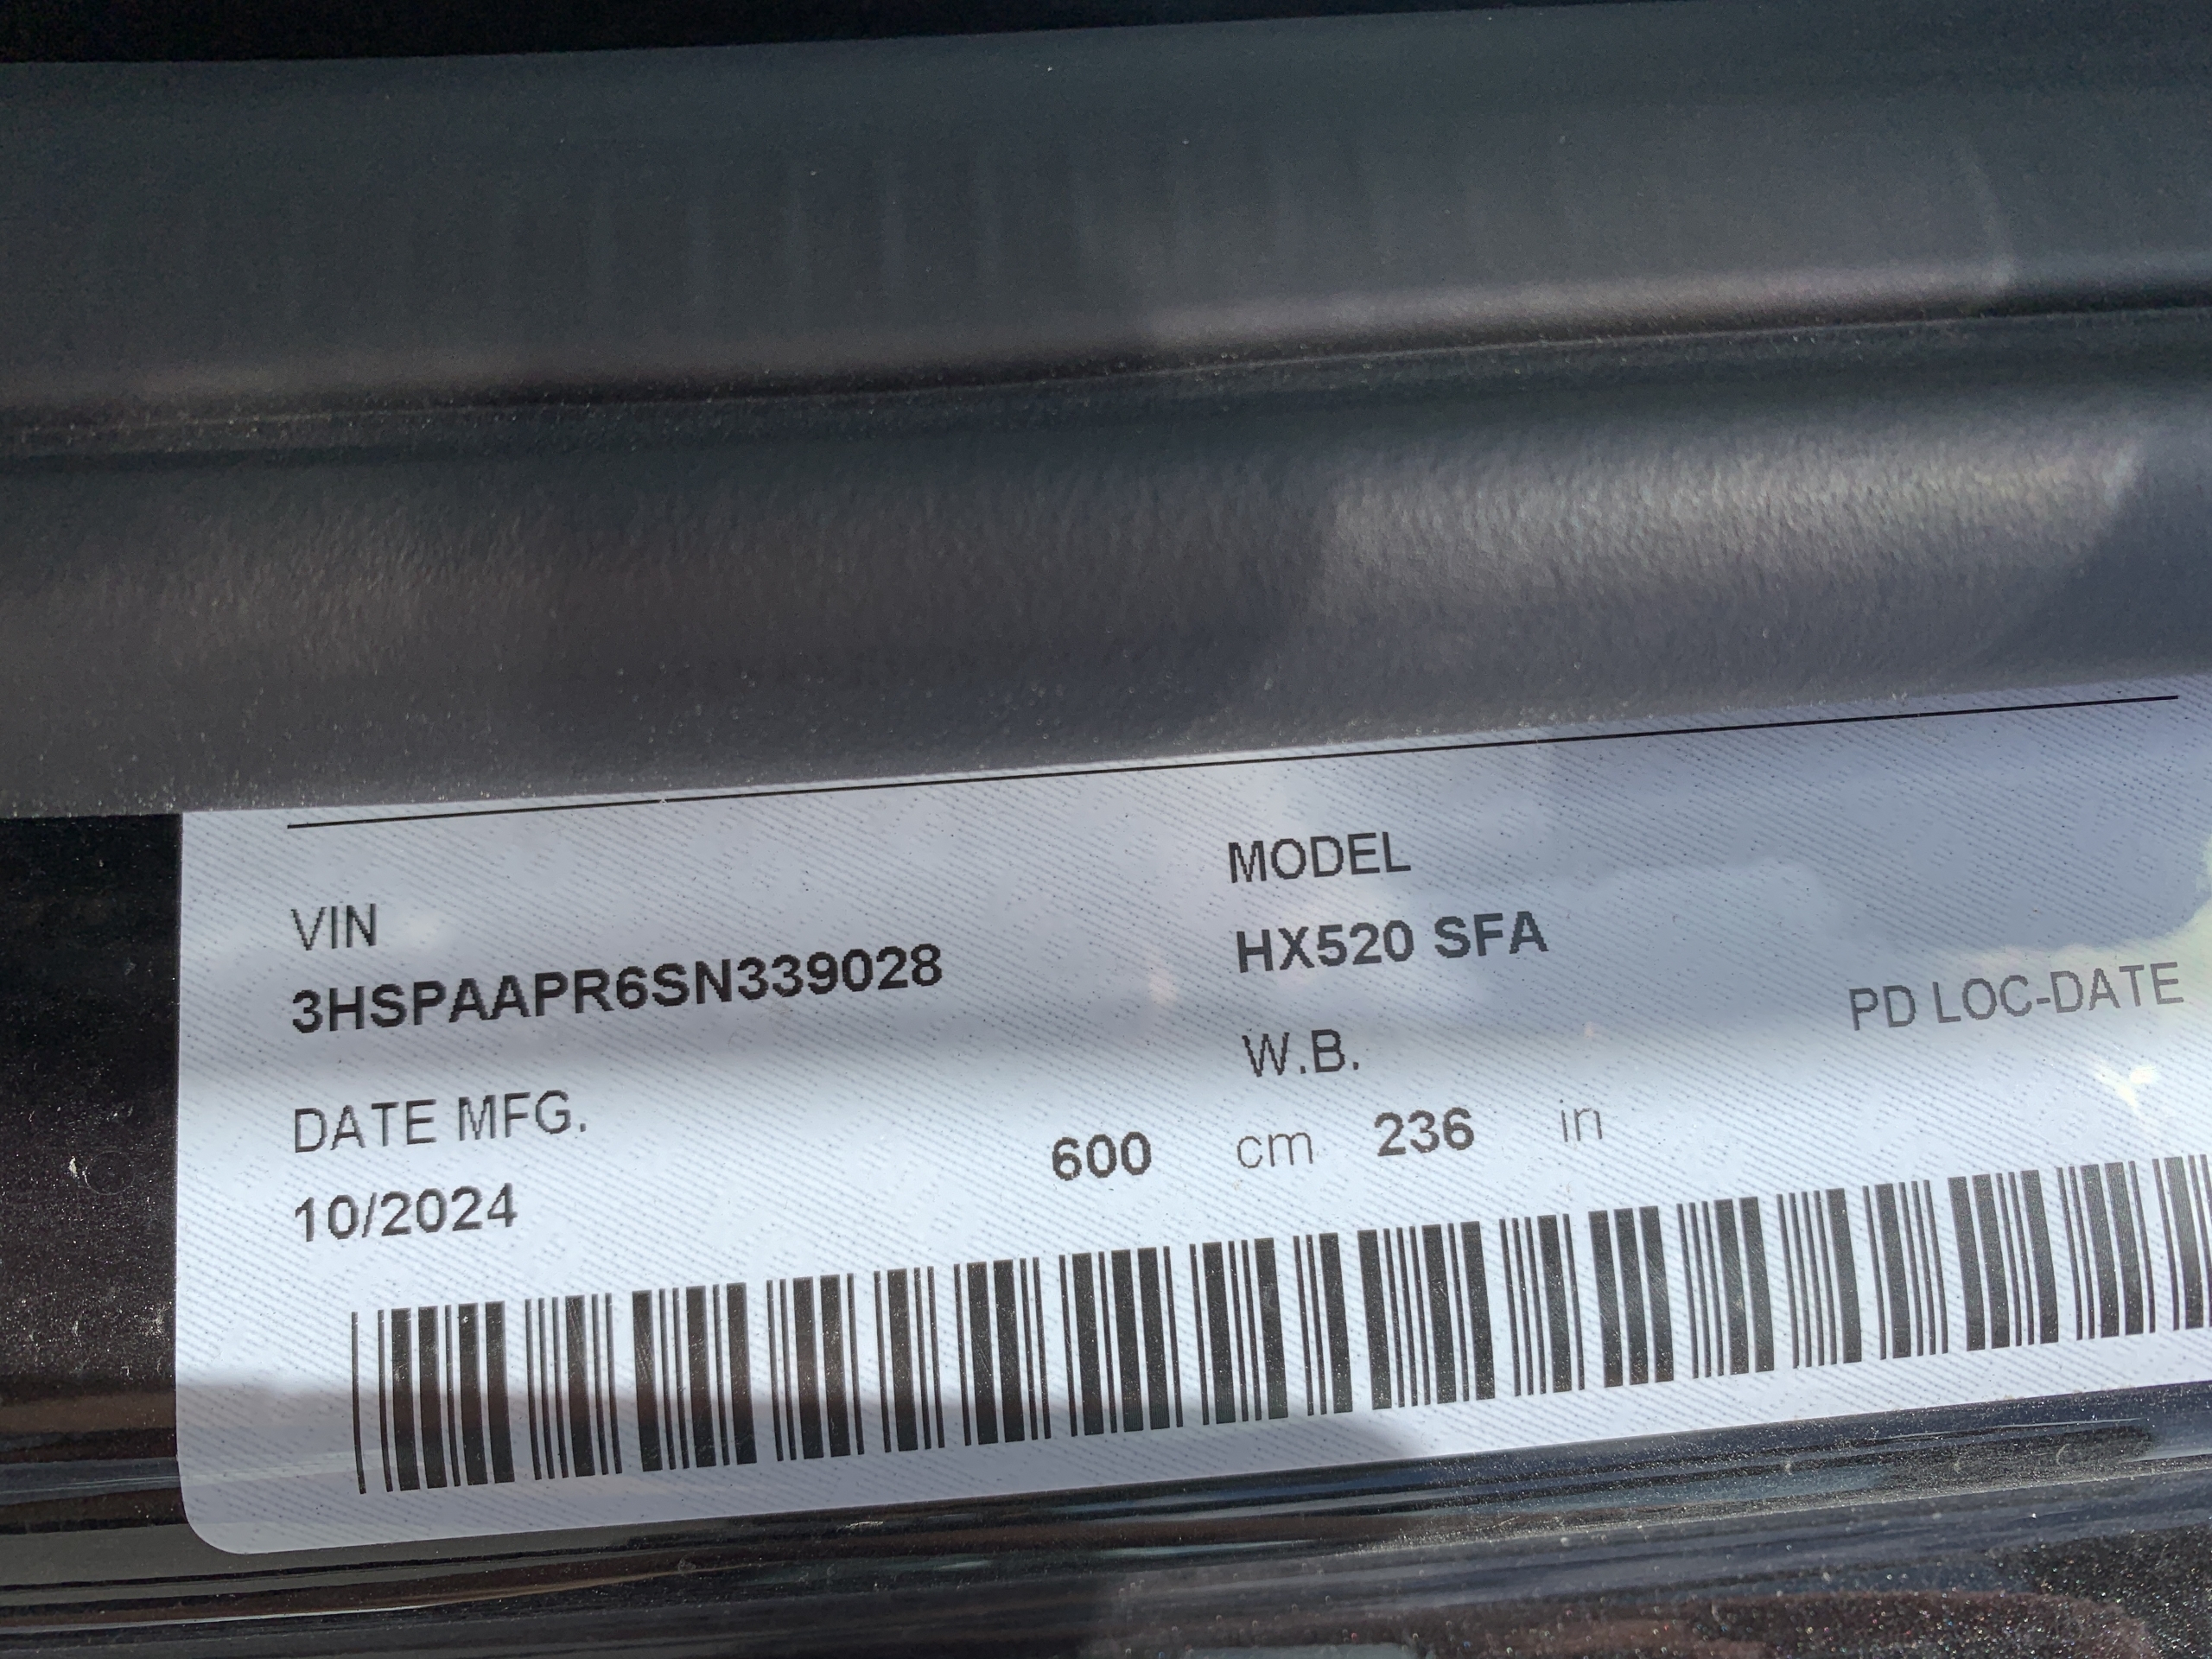 VIN
3HSPAAPR6SN339028
MODEL
HX520 SFA
DATE MFG.
10/2024
W.B.
600 cm 236 in
PD LOC-DATE